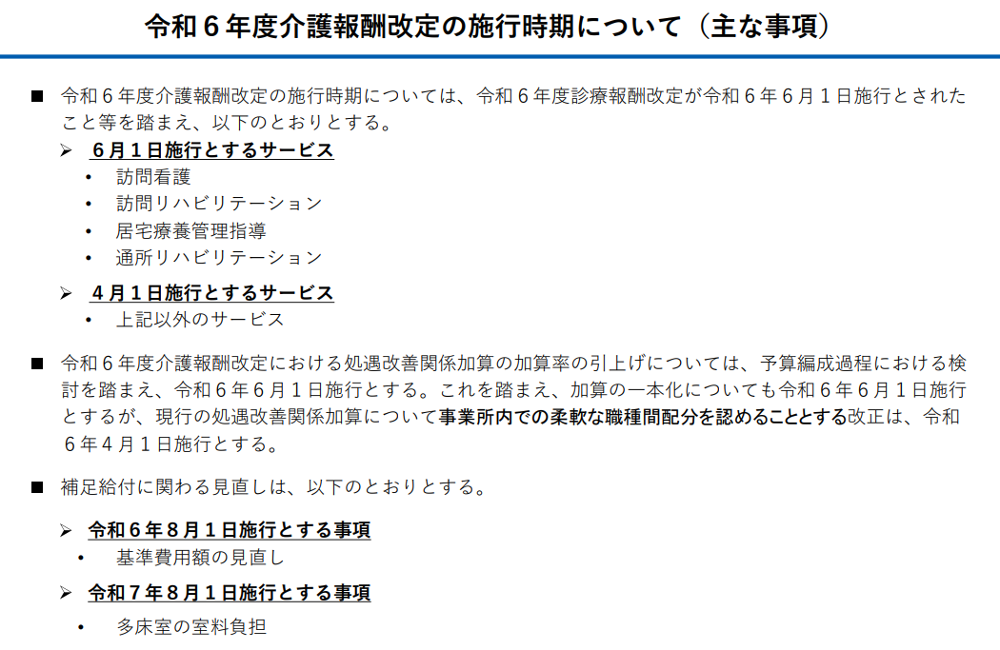 令和６年度介護報酬改定の施行時期について（主な事項）
■ 令和６年度介護報酬改定の施行時期については、令和６年度診療報酬改定が令和６年６月１日施行とされた
こと等を踏まえ、以下のとおりとする。
➢ ６月１日施行とするサービス
• 訪問看護
• 訪問リハビリテーション
• 居宅療養管理指導
• 通所リハビリテーション
➢ ４月１日施行とするサービス
• 上記以外のサービス
■ 令和６年度介護報酬改定における処遇改善関係加算の加算率の引上げについては、予算編成過程における検
討を踏まえ、令和６年６月１日施行とする。これを踏まえ、加算の一本化についても令和６年６月１日施行
とするが、現行の処遇改善関係加算について事業所内での柔軟な職種間配分を認めることとする改正は、令和
６年４月１日施行とする。
■ 補足給付に関わる見直しは、以下のとおりとする。
➢ 令和６年８月１日施行とする事項
• 基準費用額の見直し
➢ 令和７年８月１日施行とする事項
• 多床室の室料負担